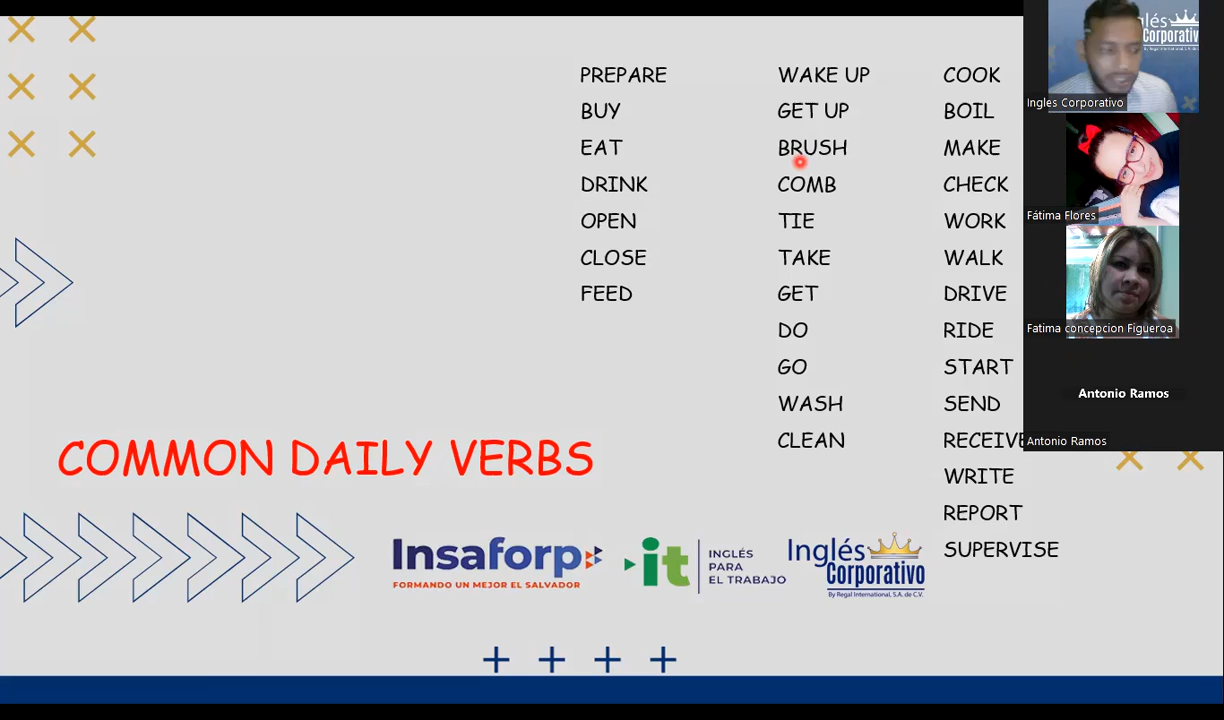 PREPARE
BUY
EAT
DRINK
OPEN
CLOSE
FEED
WAKE UP
GET UP
BRUSH
COMB
TIE
TAKE
GET
DO
GO
WASH
CLEAN
COOK
BOIL
MAKE
CHECK
WORK
WALK
DRIVE
RIDE
START
SEND
RECEIVE
WRITE
REPORT
SUPERVISE
COMMON DAILY VERBS
Insaforp
FORMANDO UN MEJOR EL SALVADOR
it
INGLÉS
PARA
EL TRABAJO
Inglés
Corporativo
By Regal International, S.A. de C.V.
Corporativ
Ingles Corporativo
Fátima Flores
Fatima concepcion Figueroa
Antonio Ramos
Antonio Ramos